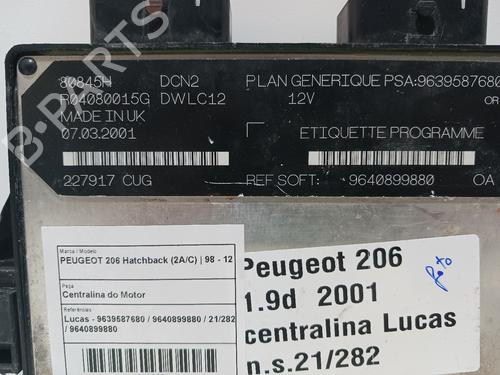 B-PARTS
80845H DCN2 PLAN GENERIQUE PSA:9639587680
R04080015G DWLC12 12V OR
MADE IN UK
07.03.2001 ETIQUETTE PROGRAMME
227917 CUG REF SOFT: 9640899880 OA
Marca / Modelo
PEUGEOT 206 Hatchback (2A/C) | 98 - 12
Peça
Centralina do Motor
Referências
Lucas - 9639587680 / 9640899880 / 21/282
/ 9640899880
Peugeot 206
1.9d 2001
centralina Lucas
n.s.21/282